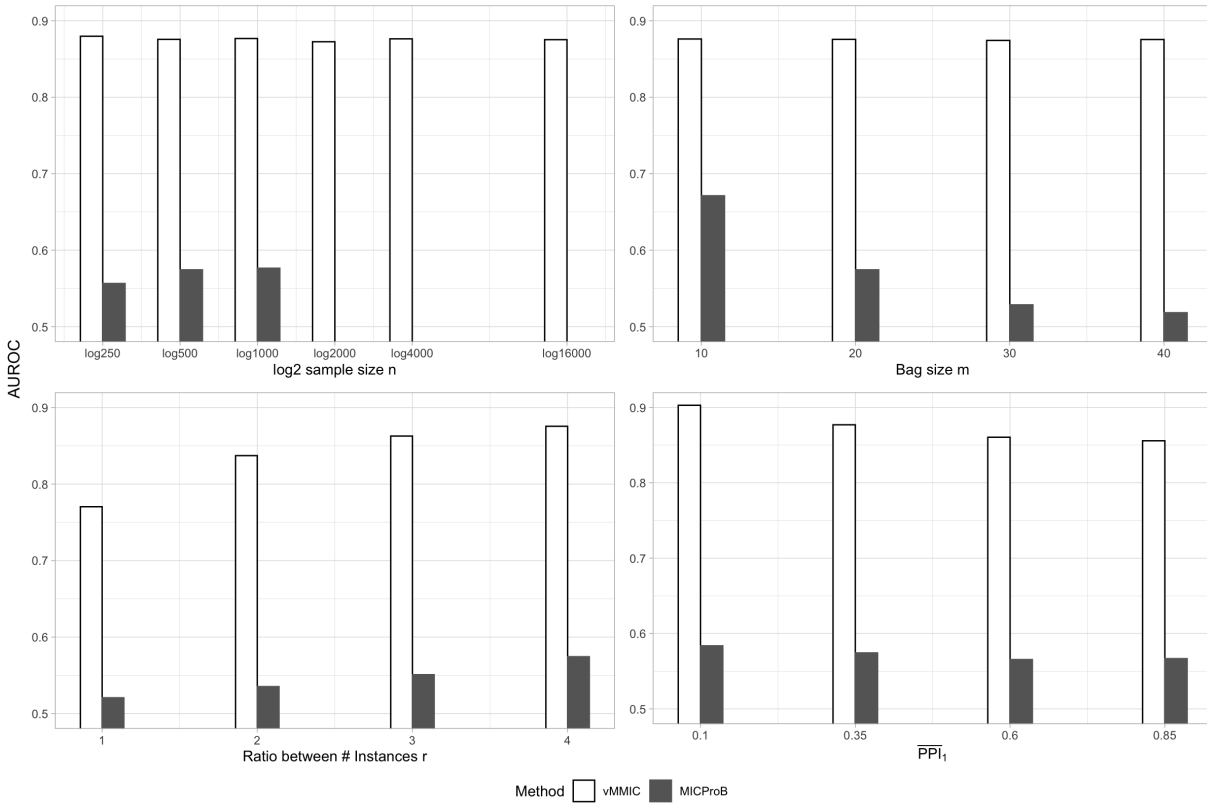 0.9
0.8
0.7
0.6
0.5
log250 log500 log1000 log2000 log4000 log16000
log2 sample size n
0.9
0.8
0.7
0.6
0.5
10 20 30 40
Bag size m
AUROC
0.9
0.8
0.7
0.6
0.5
1 2 3 4
Ratio between # Instances r
0.9
0.8
0.7
0.6
0.5
0.1 0.35 0.6 0.85
P̅P̅I̅₁
Method vMMIC MICProB